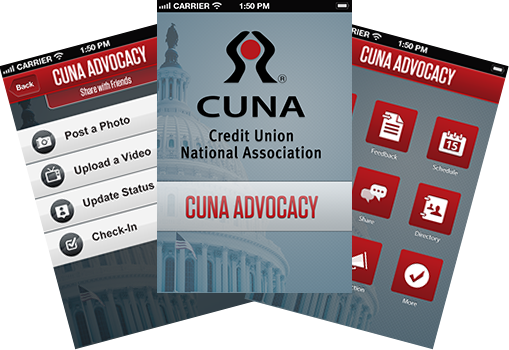 CARRIER 1:50 PM
Back
CUNA ADVOCACY
Share with Friends
Post a Photo
Upload a Video
Update Status
Check-In
CARRIER 1:50 PM
®
CUNA
Credit Union
National Association
CUNA ADVOCACY
CARRIER 1:50 PM
CUNA ADVOCACY
Feedback
Schedule
15
Share
Directory
ction
More